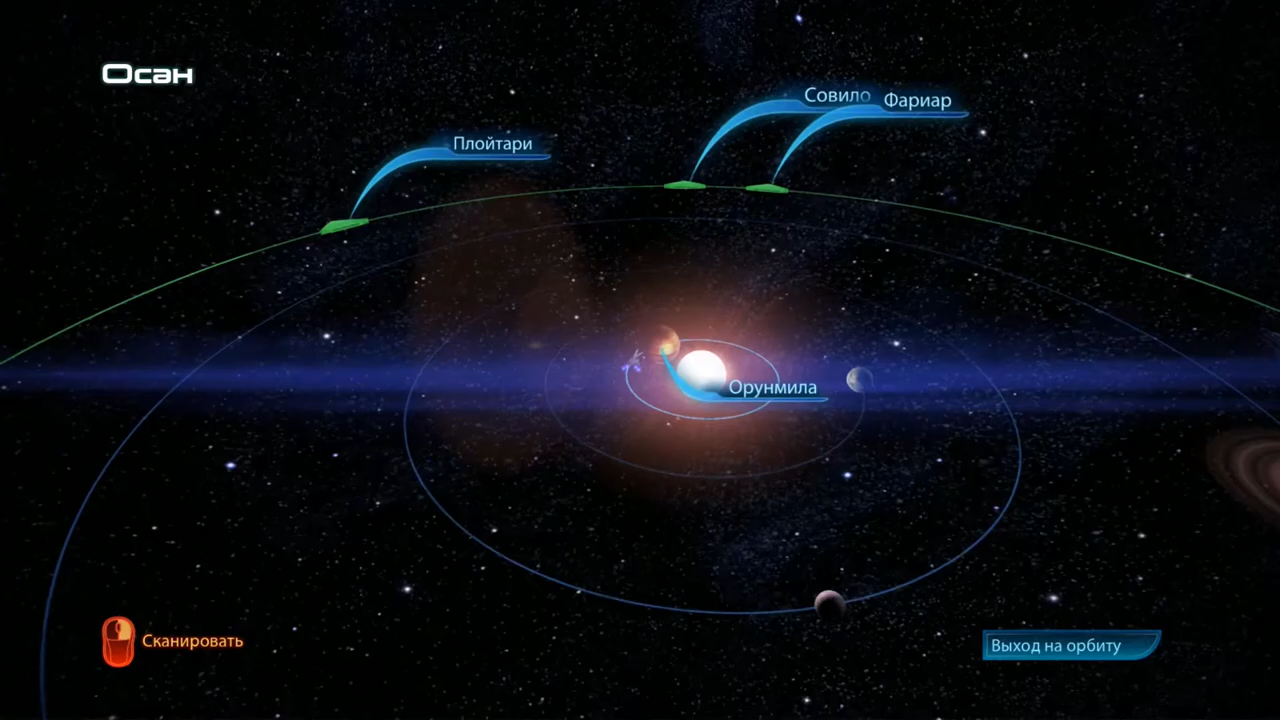 Осан
Совило
Фариар
Плойтари
Орунмила
Сканировать
Выход на орбиту